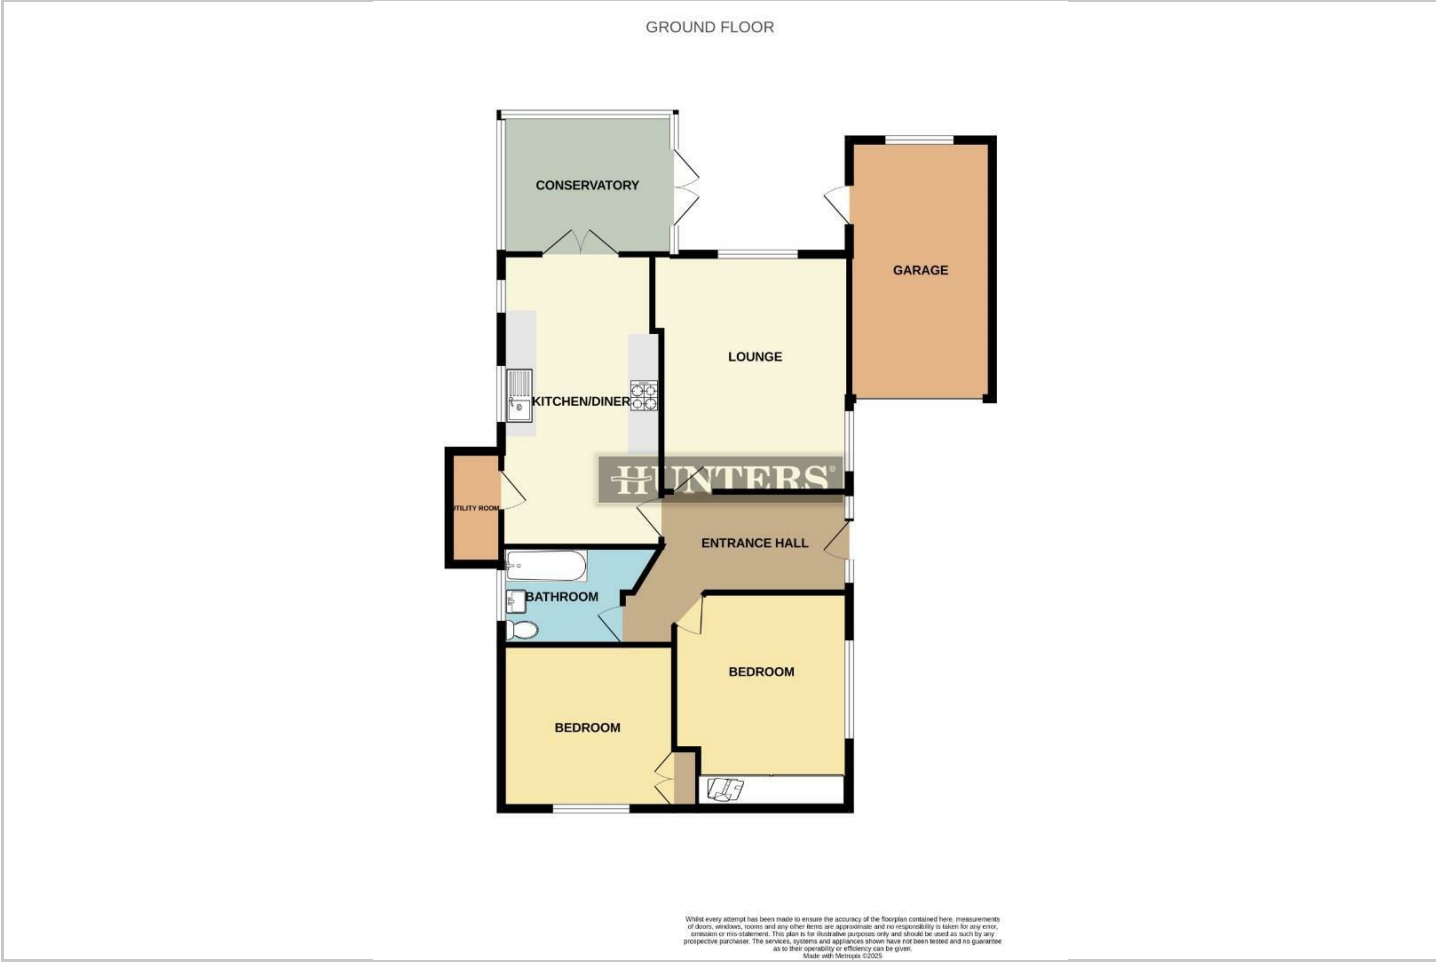 GROUND FLOOR
CONSERVATORY
GARAGE
LOUNGE
KITCHEN/DINER
HUNTERS®
UTILITY ROOM
ENTRANCE HALL
BATHROOM
BEDROOM
BEDROOM
Whilst every attempt has been made to ensure the accuracy of the floorplan contained here, measurements
of doors, windows, rooms and any other items are approximate and no responsibility is taken for any error,
omission or mis-statement. This plan is for illustrative purposes only and should be used as such by any
prospective purchaser. The services, systems and appliances shown have not been tested and no guarantee
as to their operability or efficiency can be given.
Made with Metropix ©2025